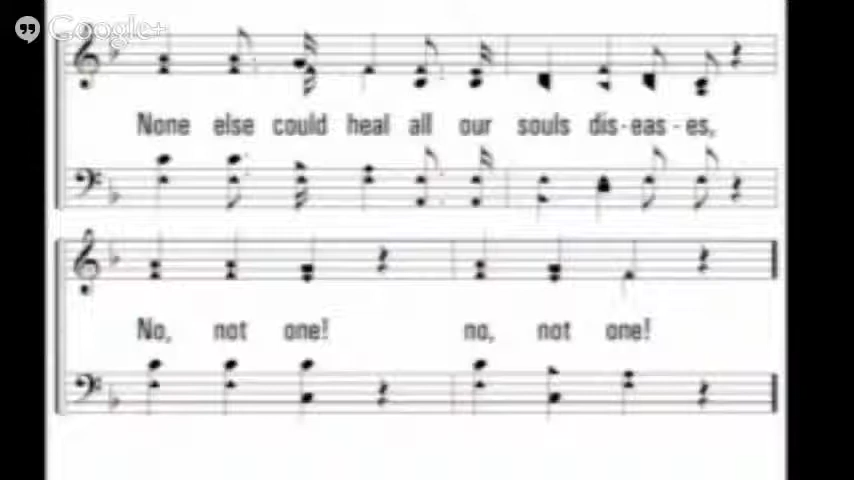 Google+
None else could heal all our souls dis-eas-es,
No, not one! no, not one!